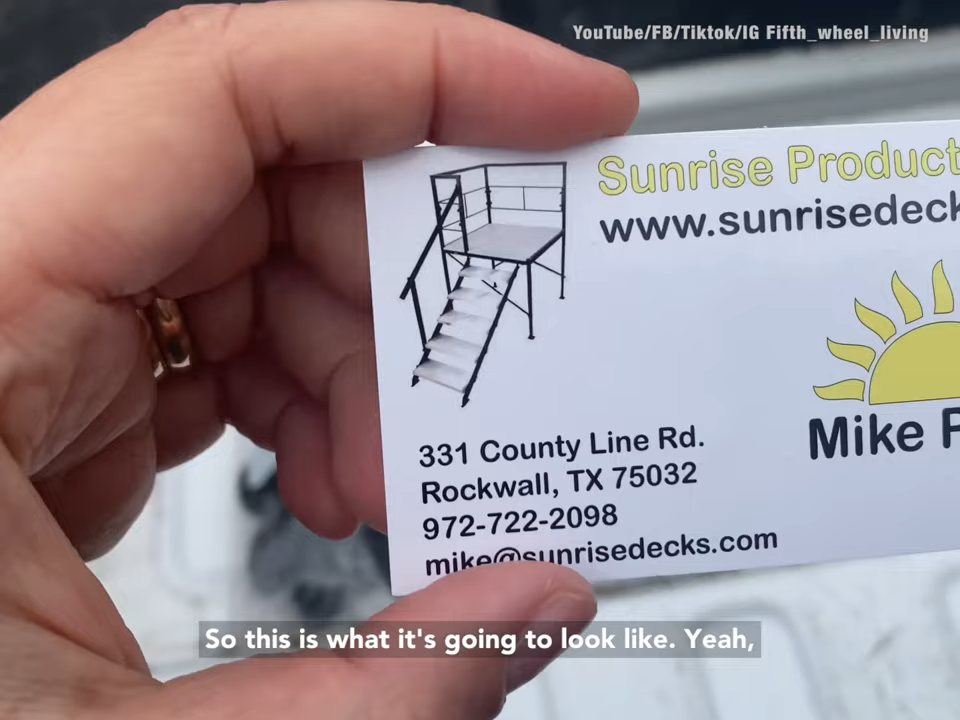 YouTube/FB/Tiktok/IG Fifth_wheel_living
Sunrise Product
www.sunrisedeck
Mike
331 County Line Rd.
Rockwall, TX 75032
972-722-2098
mike@sunrisedecks.com
So this is what it's going to look like. Yeah,